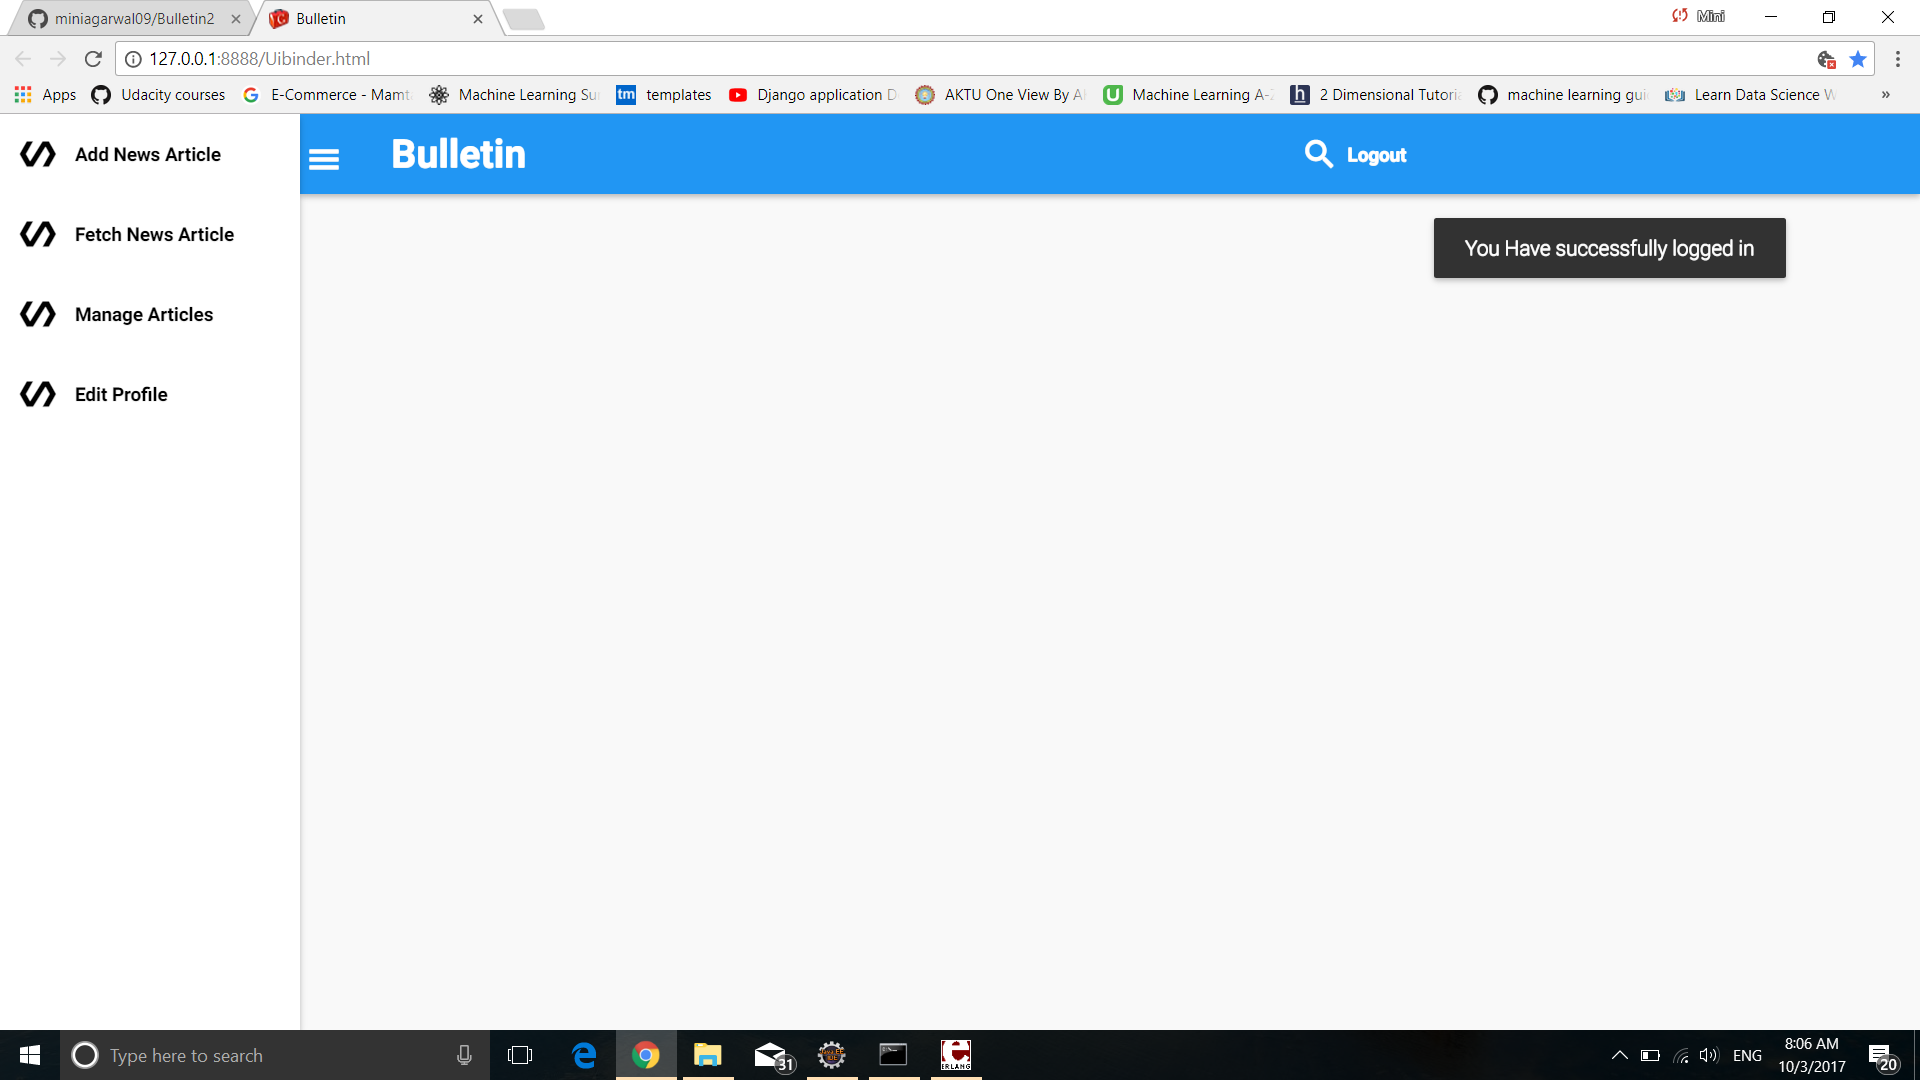 miniagarwal09/Bulletin2
Bulletin
Mini
127.0.0.1:8888/Uibinder.html
Apps
Udacity courses
E-Commerce - Mamt
Machine Learning Su
tm
templates
Django application D
AKTU One View By A
Machine Learning A-Z
2 Dimensional Tutori
machine learning gui
Learn Data Science W
»
Add News Article
Bulletin
Logout
Fetch News Article
You Have successfully logged in
Manage Articles
Edit Profile
Type here to search
31
ERLANG
ENG
8:06 AM
10/3/2017
20